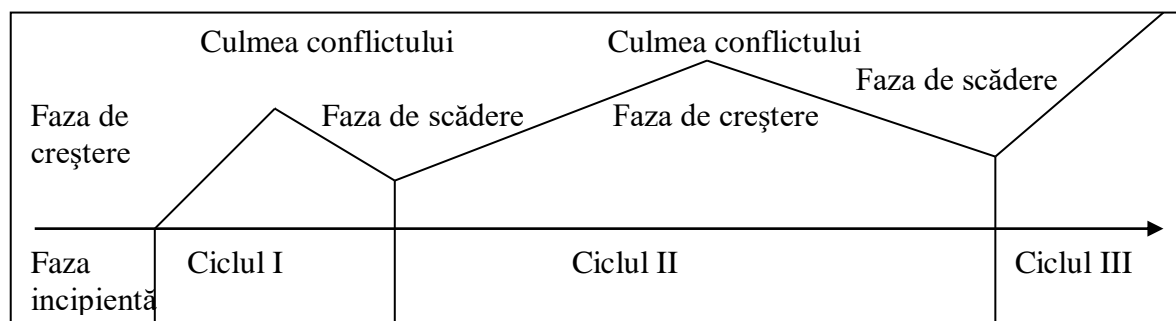 Culmea conflictului
Culmea conflictului
Faza de scădere
Faza de
creştere
Faza de scădere
Faza de creştere
Faza
incipientă
Ciclul I
Ciclul II
Ciclul III